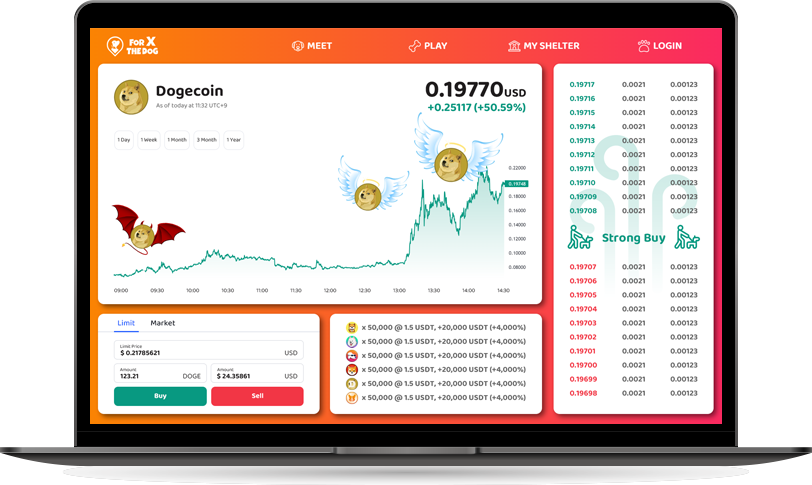 FOR X
THE DOG
MEET
PLAY
MY SHELTER
LOGIN
Dogecoin
As of today at 11:32 UTC+9
0.19770 USD
+0.25117 (+50.59%)
1 Day
1 Week
1 Month
3 Month
1 Year
0.22000
0.19748
0.18000
0.16000
0.14000
0.12000
0.10000
0.08000
09:00
09:30
10:00
10:30
11:00
11:30
12:00
12:30
13:00
13:30
14:00
14:30
0.19717 0.0021 0.00123
0.19716 0.0021 0.00123
0.19715 0.0021 0.00123
0.19714 0.0021 0.00123
0.19713 0.0021 0.00123
0.19712 0.0021 0.00123
0.19711 0.0021 0.00123
0.19710 0.0021 0.00123
0.19709 0.0021 0.00123
0.19708 0.0021 0.00123
Strong Buy
0.19707 0.0021 0.00123
0.19706 0.0021 0.00123
0.19705 0.0021 0.00123
0.19704 0.0021 0.00123
0.19703 0.0021 0.00123
0.19702 0.0021 0.00123
0.19701 0.0021 0.00123
0.19700 0.0021 0.00123
0.19699 0.0021 0.00123
0.19698 0.0021 0.00123
Limit
Market
Limit Price
$ 0.21785621 USD
Amount
123.21 DOGE
Amount
$ 24.35861 USD
Buy
Sell
x 50,000 @ 1.5 USDT, +20,000 USDT (+4,000%)
x 50,000 @ 1.5 USDT, +20,000 USDT (+4,000%)
x 50,000 @ 1.5 USDT, +20,000 USDT (+4,000%)
x 50,000 @ 1.5 USDT, +20,000 USDT (+4,000%)
x 50,000 @ 1.5 USDT, +20,000 USDT (+4,000%)
x 50,000 @ 1.5 USDT, +20,000 USDT (+4,000%)